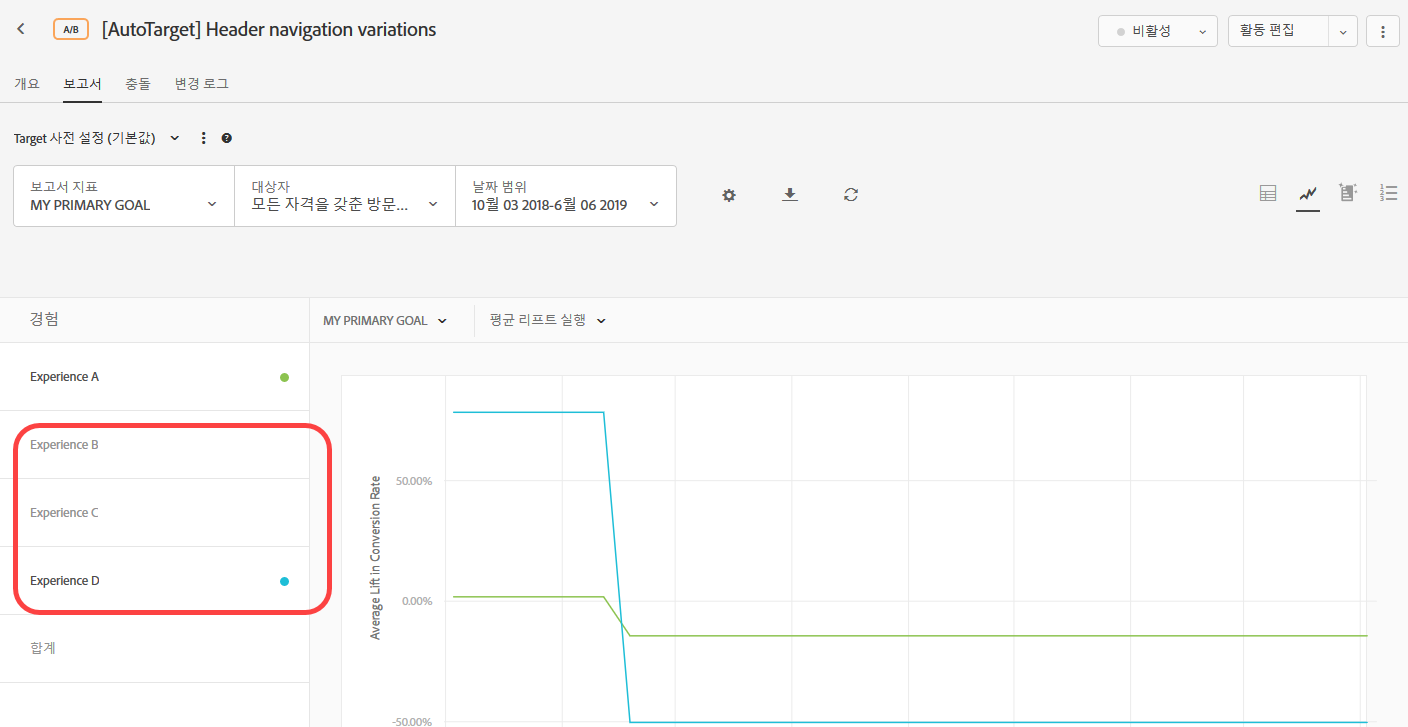 A/B [AutoTarget] Header navigation variations
비활성
활동 편집
개요 보고서 충돌 변경 로그
Target 사전 설정 (기본값)
보고서 지표
MY PRIMARY GOAL
대상자
모든 자격을 갖춘 방문...
날짜 범위
10월 03 2018-6월 06 2019
경험
MY PRIMARY GOAL
평균 리프트 실행
Experience A
Experience B
Experience C
Experience D
합계
Average Lift in Conversion Rate
50.00%
0.00%
-50.00%